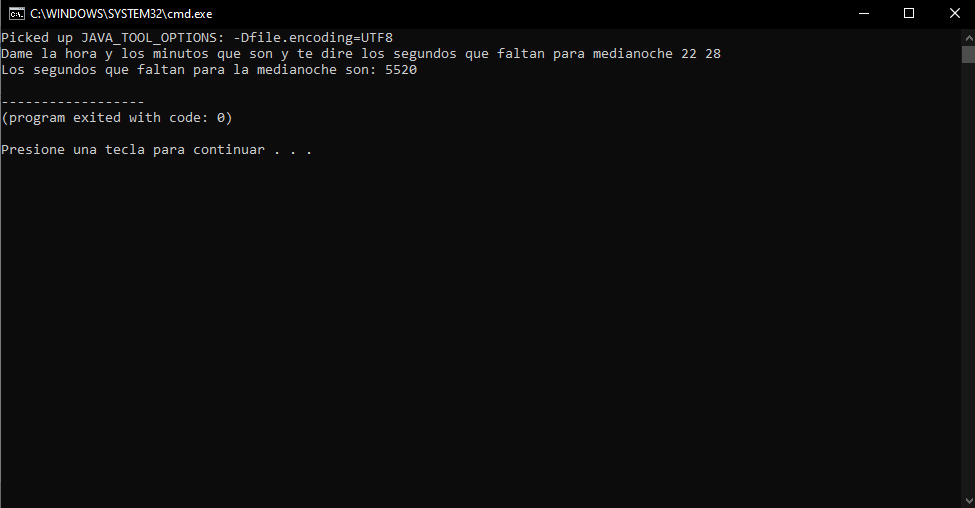 C:\WINDOWS\SYSTEM32\cmd.exe
Picked up JAVA_TOOL_OPTIONS: -Dfile.encoding=UTF8
Dame la hora y los minutos que son y te dire los segundos que faltan para medianoche 22 28
Los segundos que faltan para la medianoche son: 5520
------------------
(program exited with code: 0)
Presione una tecla para continuar . . .